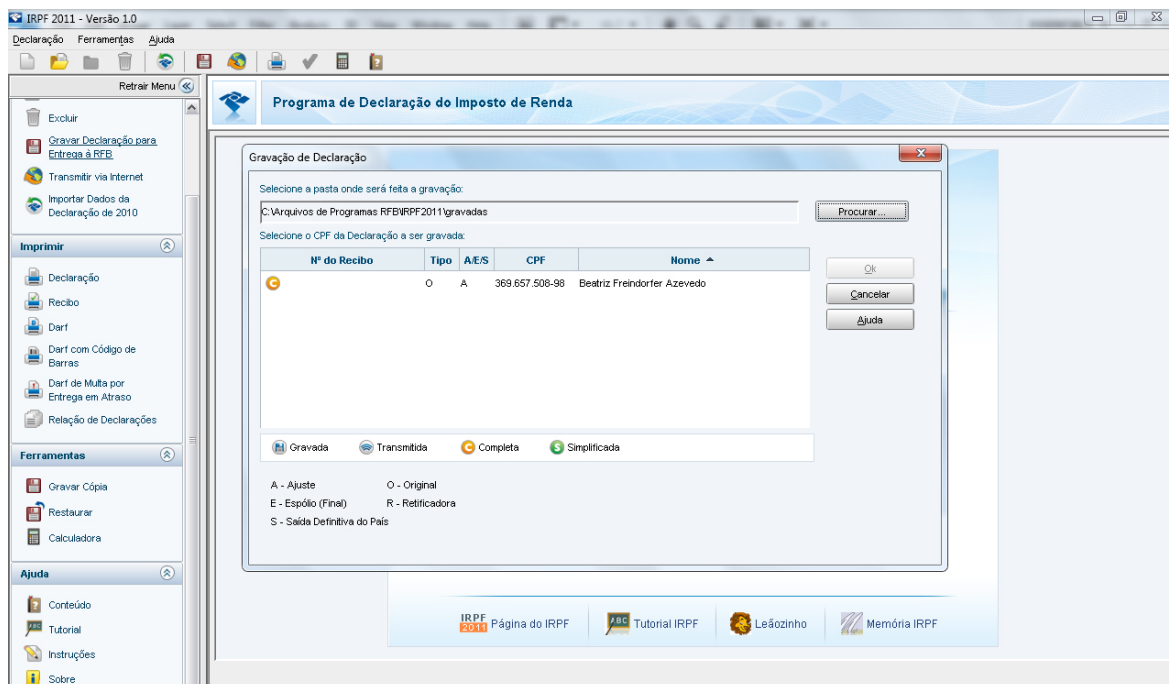 IRPF 2011 - Versão 1.0
Declaração Ferramentas Ajuda
Retrair Menu
Excluir
Gravar Declaração para
Entrega à RFB
Transmitir via Internet
Importar Dados da
Declaração de 2010
Imprimir
Declaração
Recibo
Darf
Darf com Código de
Barras
Darf de Multa por
Entrega em Atraso
Relação de Declarações
Ferramentas
Gravar Cópia
Restaurar
Calculadora
Ajuda
Conteúdo
Tutorial
Instruções
Sobre
Programa de Declaração do Imposto de Renda
Gravação de Declaração
Selecione a pasta onde será feita a gravação:
C:\Arquivos de Programas RFB\IRPF2011\gravadas
Procurar...
Selecione o CPF da Declaração a ser gravada:
Nº do Recibo Tipo A/E/S CPF Nome
C O A 369.657.508-98 Beatriz Freindorfer Azevedo
Ok
Cancelar
Ajuda
Gravada Transmitida C Completa S Simplificada
A - Ajuste O - Original
E - Espólio (Final) R - Retificadora
S - Saída Definitiva do País
IRPF 2011 Página do IRPF ABC Tutorial IRPF Leãozinho Memória IRPF